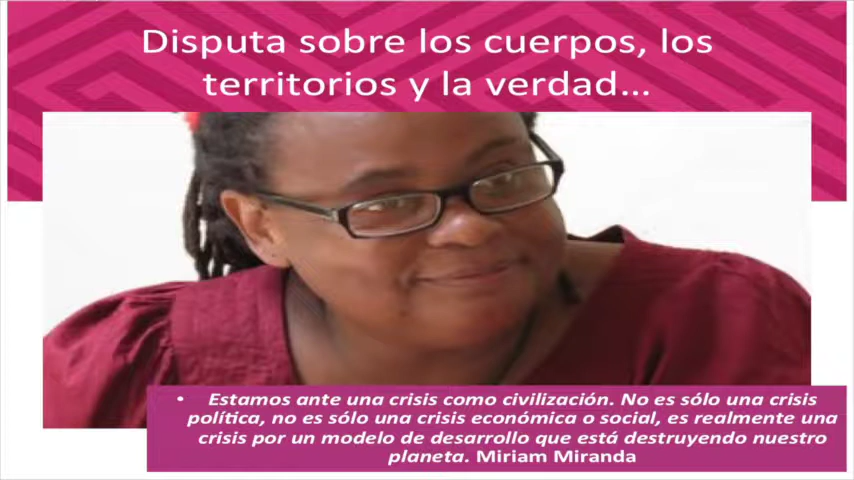 Disputa sobre los cuerpos, los
territorios y la verdad...
• Estamos ante una crisis como civilización. No es sólo una crisis
política, no es sólo una crisis económica o social, es realmente una
crisis por un modelo de desarrollo que está destruyendo nuestro
planeta. Miriam Miranda